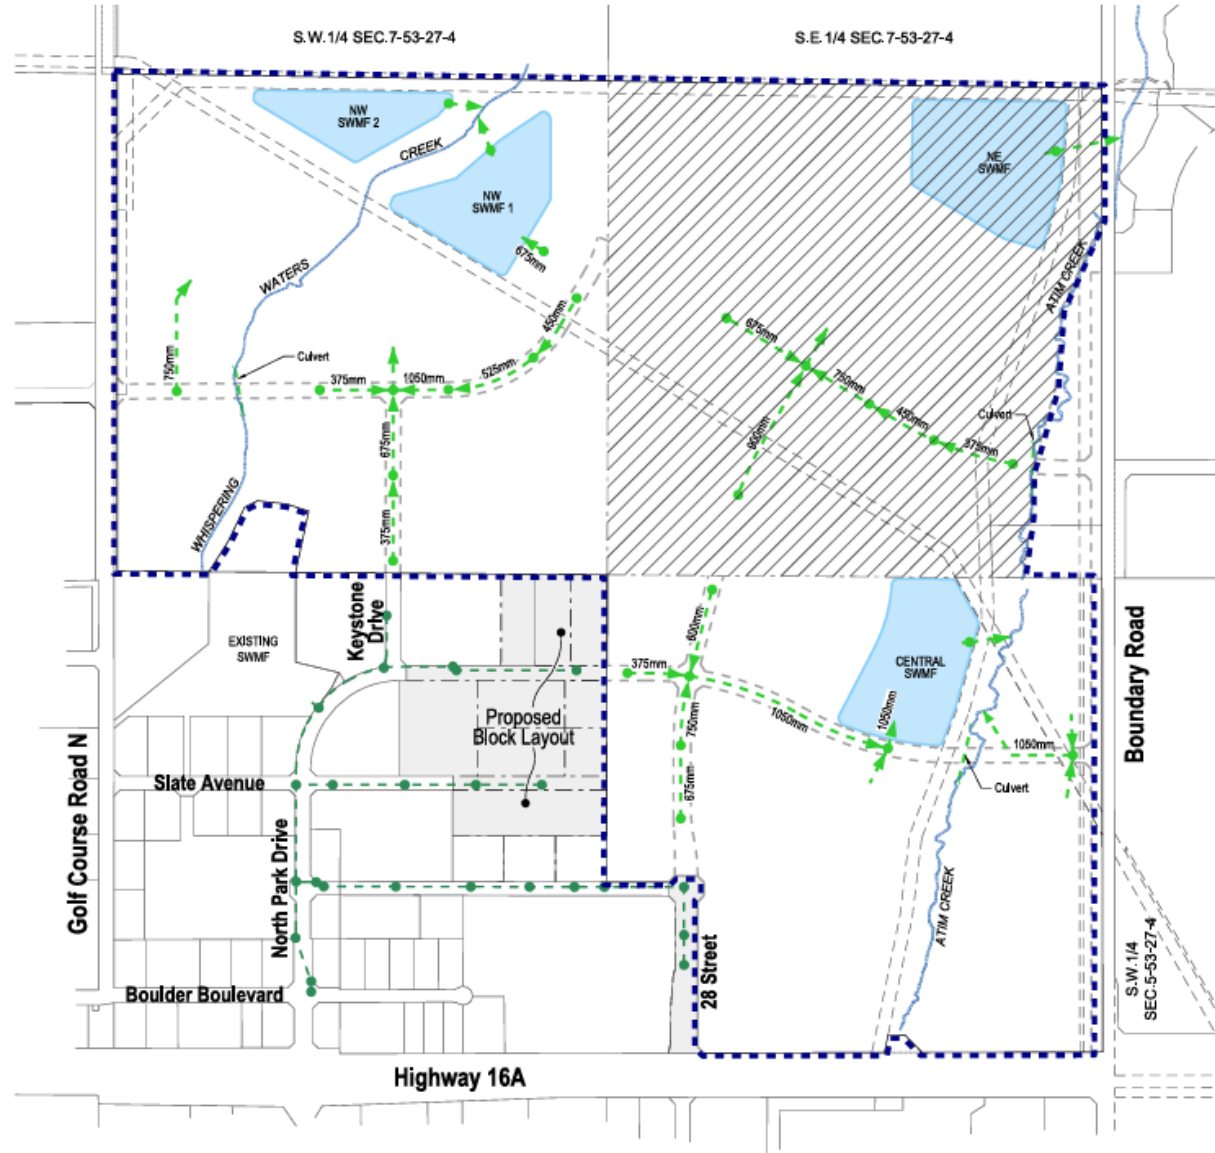 S.W.1/4 SEC.7-53-27-4
S.E.1/4 SEC.7-53-27-4
NW
SWMF 2
CREEK
NW
SWMF 1
NE
SWMF
675mm
WATERS
ATIM CREEK
450mm
675mm
750mm
Culvert
375mm
1050mm
525mm
750mm
450mm
Culvert
900mm
375mm
675mm
WHISPERING
375mm
Keystone
Drive
EXISTING
SWMF
600mm
375mm
CENTRAL
SWMF
Boundary Road
Proposed
Block Layout
750mm
1050mm
1050mm
1050mm
Golf Course Road N
Slate Avenue
675mm
Culvert
North Park Drive
ATIM CREEK
28 Street
S.W.1/4
SEC.5-53-27-4
Boulder Boulevard
Highway 16A